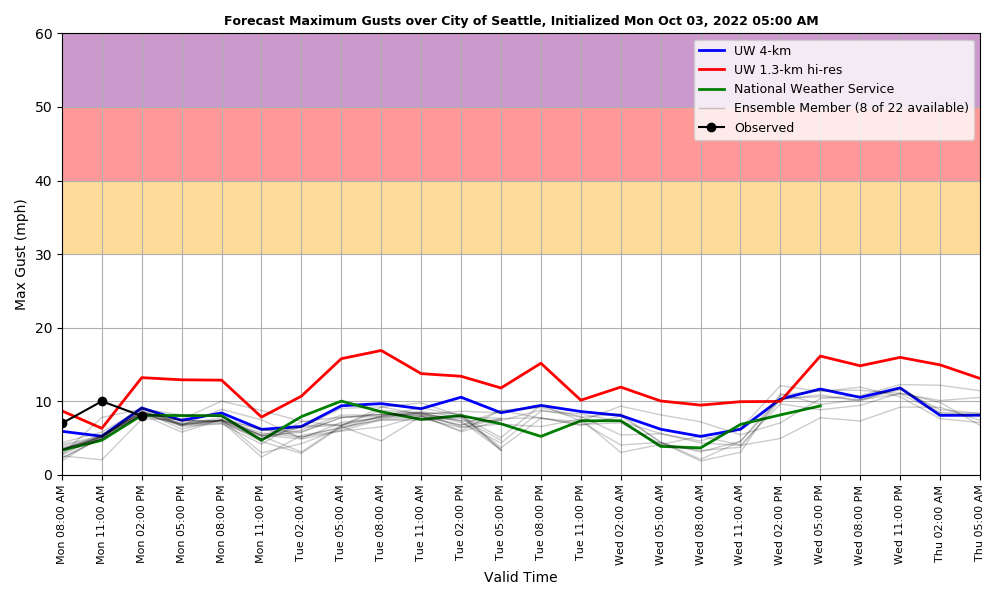 Forecast Maximum Gusts over City of Seattle, Initialized Mon Oct 03, 2022 05:00 AM
UW 4-km
UW 1.3-km hi-res
National Weather Service
Ensemble Member (8 of 22 available)
Observed
Max Gust (mph)
60
50
40
30
20
10
0
Mon 08:00 AM
Mon 11:00 AM
Mon 02:00 PM
Mon 05:00 PM
Mon 08:00 PM
Mon 11:00 PM
Tue 02:00 AM
Tue 05:00 AM
Tue 08:00 AM
Tue 11:00 AM
Tue 02:00 PM
Tue 05:00 PM
Tue 08:00 PM
Tue 11:00 PM
Wed 02:00 AM
Wed 05:00 AM
Wed 08:00 AM
Wed 11:00 AM
Wed 02:00 PM
Wed 05:00 PM
Wed 08:00 PM
Wed 11:00 PM
Thu 02:00 AM
Thu 05:00 AM
Valid Time